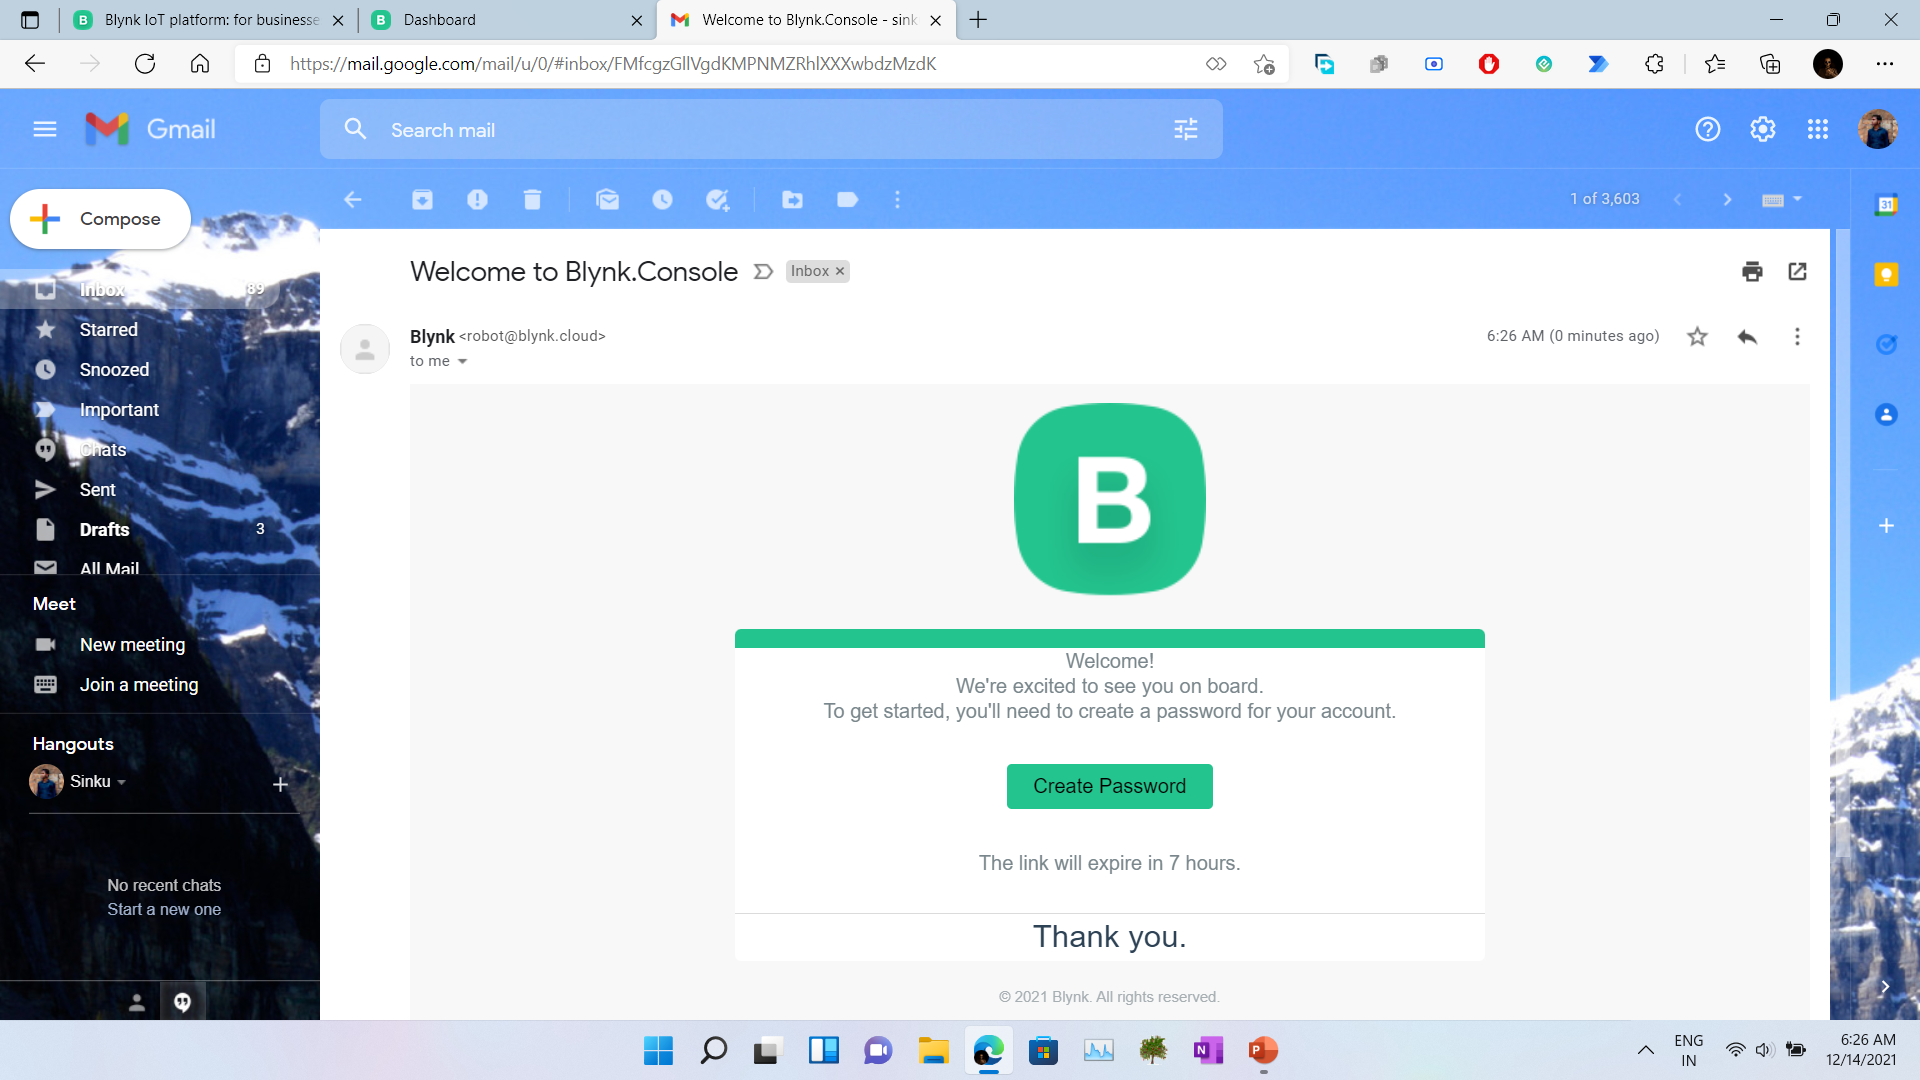 Blynk IoT platform: for businesse
Dashboard
Welcome to Blynk.Console - sink
https://mail.google.com/mail/u/0/#inbox/FMfcgzGllVgdKMPNMZRhlXXXwbdzMzdK
Gmail
Search mail
Compose
1 of 3,603
31
Inbox 89
Starred
Snoozed
Important
Chats
Sent
Drafts 3
All Mail
Meet
New meeting
Join a meeting
Hangouts
Sinku
No recent chats
Start a new one
Welcome to Blynk.Console
Inbox ×
Blynk <robot@blynk.cloud>
6:26 AM (0 minutes ago)
to me
B
Welcome!
We're excited to see you on board.
To get started, you'll need to create a password for your account.
Create Password
The link will expire in 7 hours.
Thank you.
© 2021 Blynk. All rights reserved.
ENG
IN
6:26 AM
12/14/2021